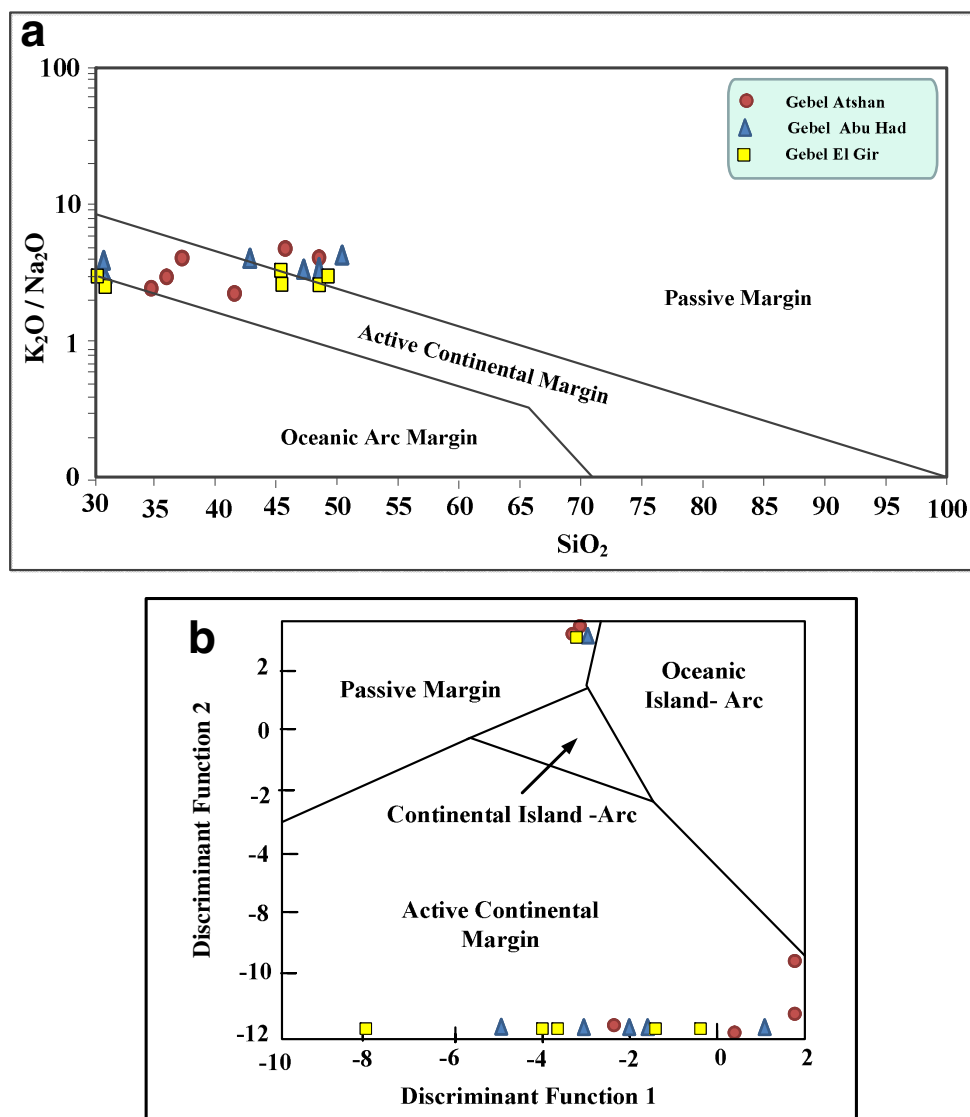 a
100
10
1
0
K₂O / Na₂O
Gebel Atshan
Gebel Abu Had
Gebel El Gir
Passive Margin
Active Continental Margin
Oceanic Arc Margin
30 35 40 45 50 55 60 65 70 75 80 85 90 95 100
SiO₂
b
2
0
-2
-4
-8
-10
-12
Discriminant Function 2
Passive Margin
Oceanic
Island- Arc
Continental Island -Arc
Active Continental
Margin
-10 -8 -6 -4 -2 0 2
Discriminant Function 1